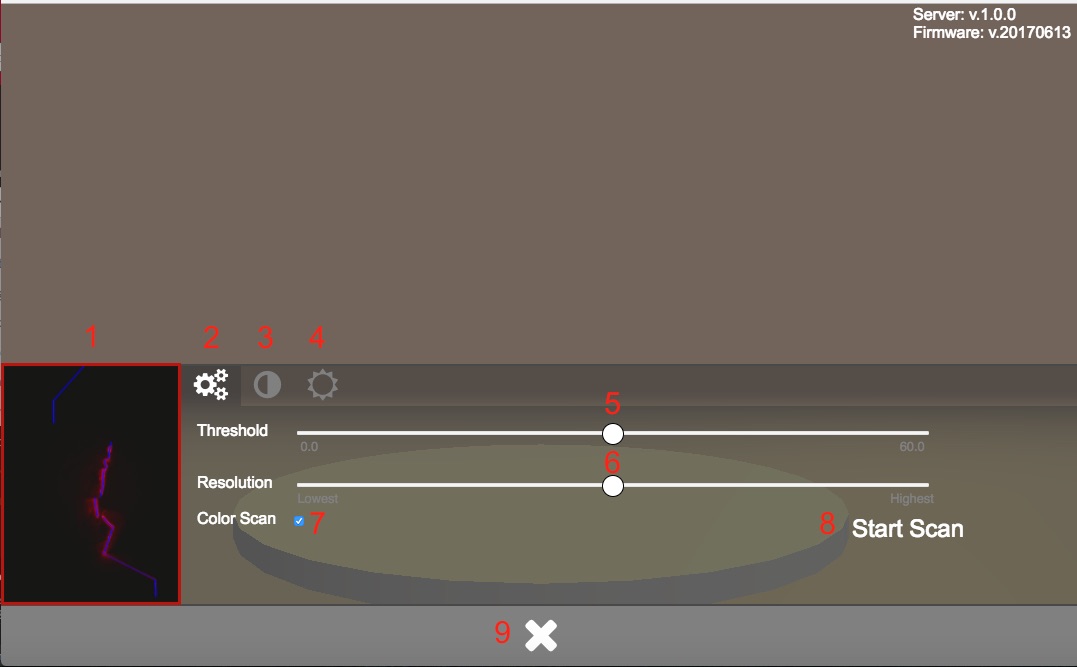 Server: v.1.0.0
Firmware: v.20170613
1 2 3 4
5
Threshold
0.0 60.0
6
Resolution
Lowest Highest
Color Scan 7 8 Start Scan
9